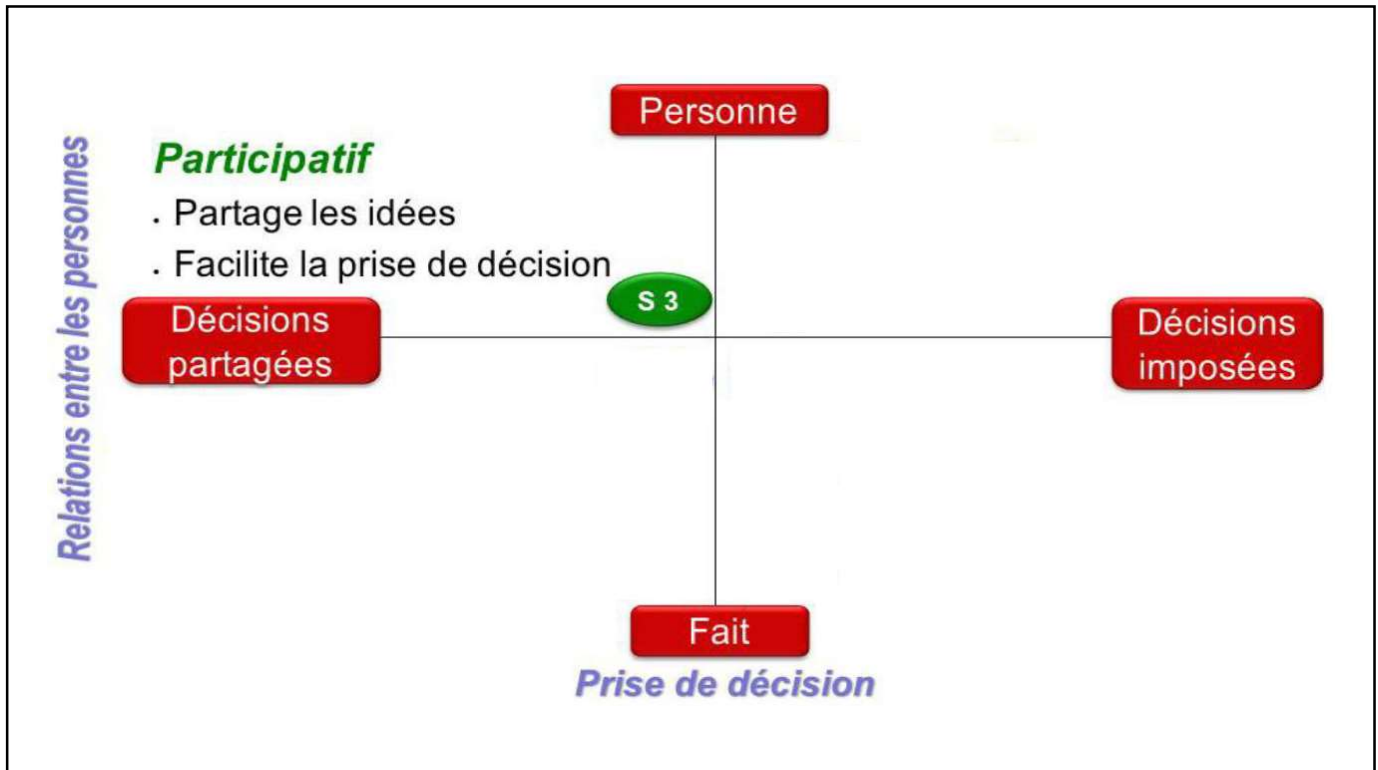 Personne
Relations entre les personnes
Participatif
. Partage les idées
. Facilite la prise de décision
S 3
Décisions
partagées
Décisions
imposées
Fait
Prise de décision